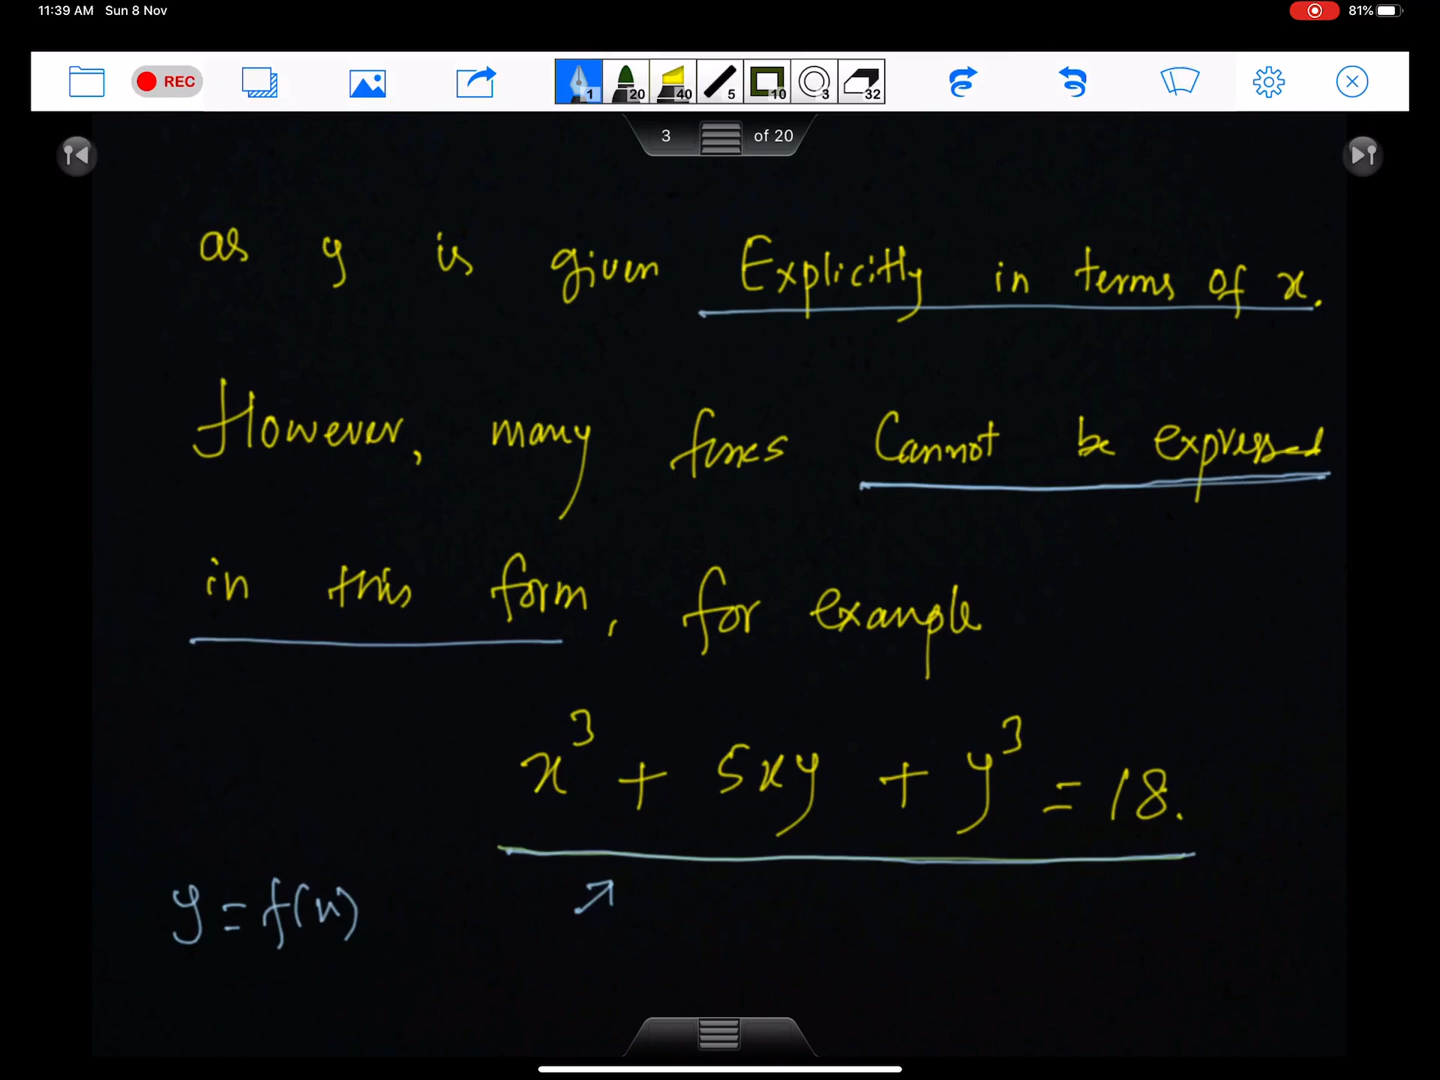 11:39 AM Sun 8 Nov 81%
REC 1 20 40 5 10 3 32
3 of 20
as y is given Explicitly in terms of x.
However, many funcs Cannot be expressed
in this form, for example
x³ + 5xy + y³ = 18.
y = f(x)